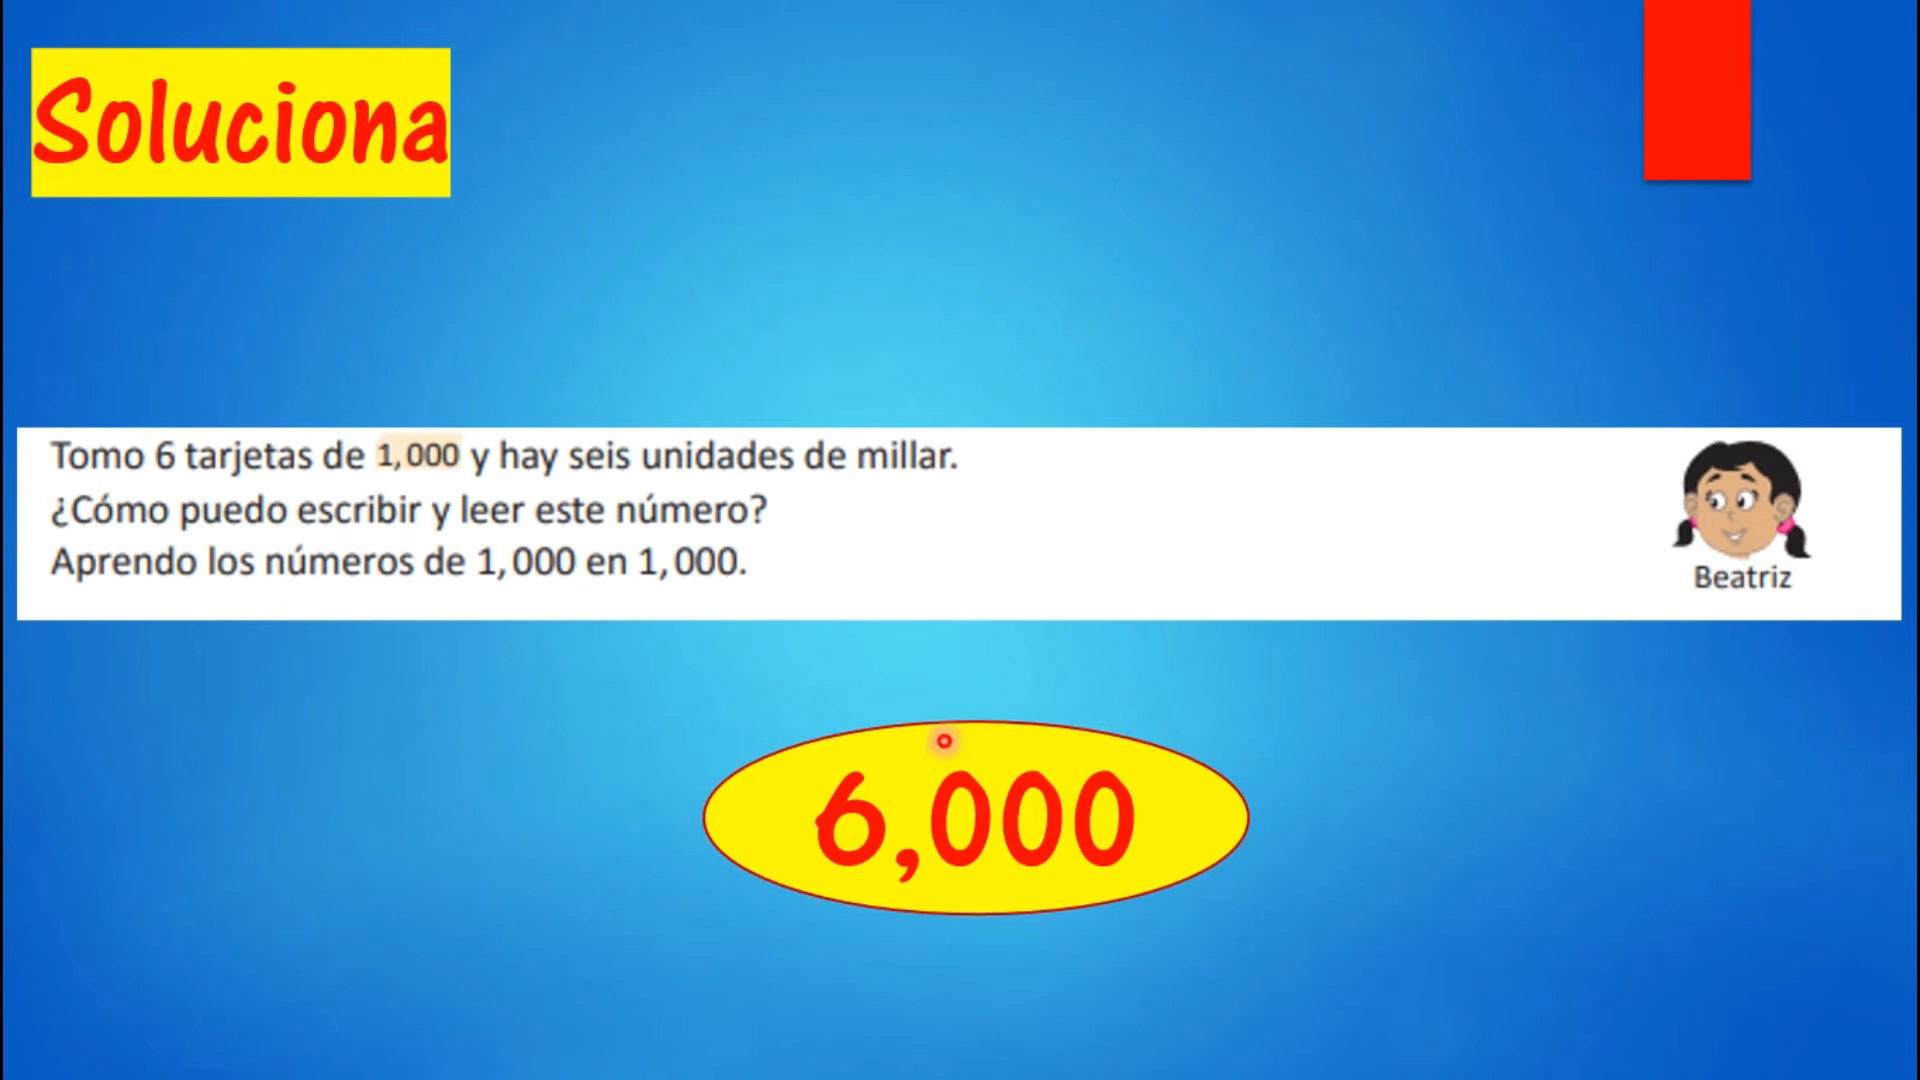 Soluciona
Tomo 6 tarjetas de 1,000 y hay seis unidades de millar.
¿Cómo puedo escribir y leer este número?
Aprendo los números de 1,000 en 1,000.
Beatriz
6,000